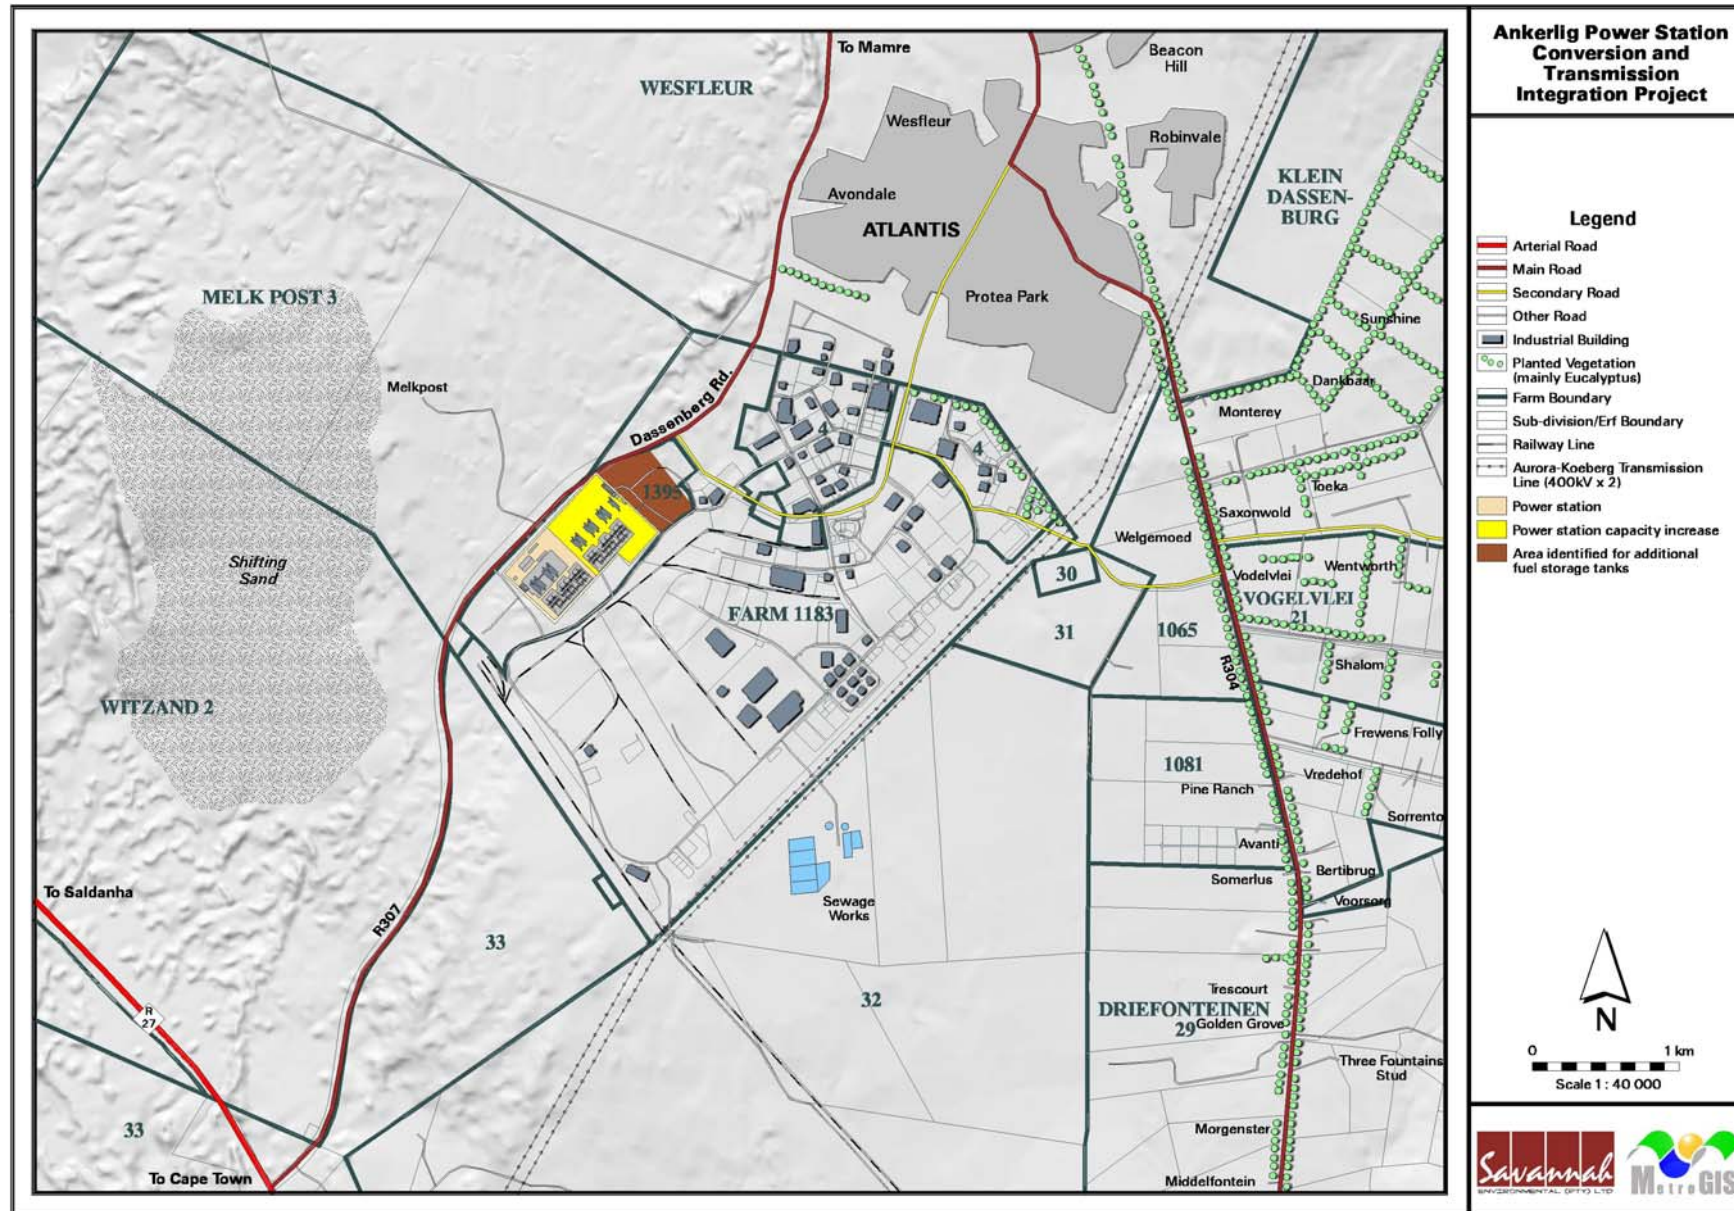 Ankerlig Power Station
Conversion and
Transmission
Integration Project
To Mamre
Beacon
Hill
WESFLEUR
Wesfleur
Robinvale
KLEIN
DASSEN-
BURG
Avondale
ATLANTIS
MELK POST 3
Protea Park
Sunshine
Melkpost
Dassenberg Rd.
Dankbaar
Monterey
4
4
1395
Toeka
Saxonwold
Welgemoed
Shifting
Sand
30
Vodelvlei
Wentworth
VOGELVLEI
21
FARM 1183
31
1065
R304
Shalom
WITZAND 2
Frewens Folly
1081
Vredehof
Pine Ranch
Sorrento
Avanti
Bertibrug
Somerlus
Voorsorg
To Saldanha
R307
Sewage
Works
33
32
R
27
Trescourt
DRIEFONTEINEN
29
Golden Grove
Three Fountains
Stud
33
Morgenster
To Cape Town
Middelfontein
Legend
Arterial Road
Main Road
Secondary Road
Other Road
Industrial Building
Planted Vegetation
(mainly Eucalyptus)
Farm Boundary
Sub-division/Erf Boundary
Railway Line
Aurora-Koeberg Transmission
Line (400kV x 2)
Power station
Power station capacity increase
Area identified for additional
fuel storage tanks
N
0 1 km
Scale 1 : 40 000
Savannah
ENVIRONMENTAL (PTY) LTD
MetroGIS